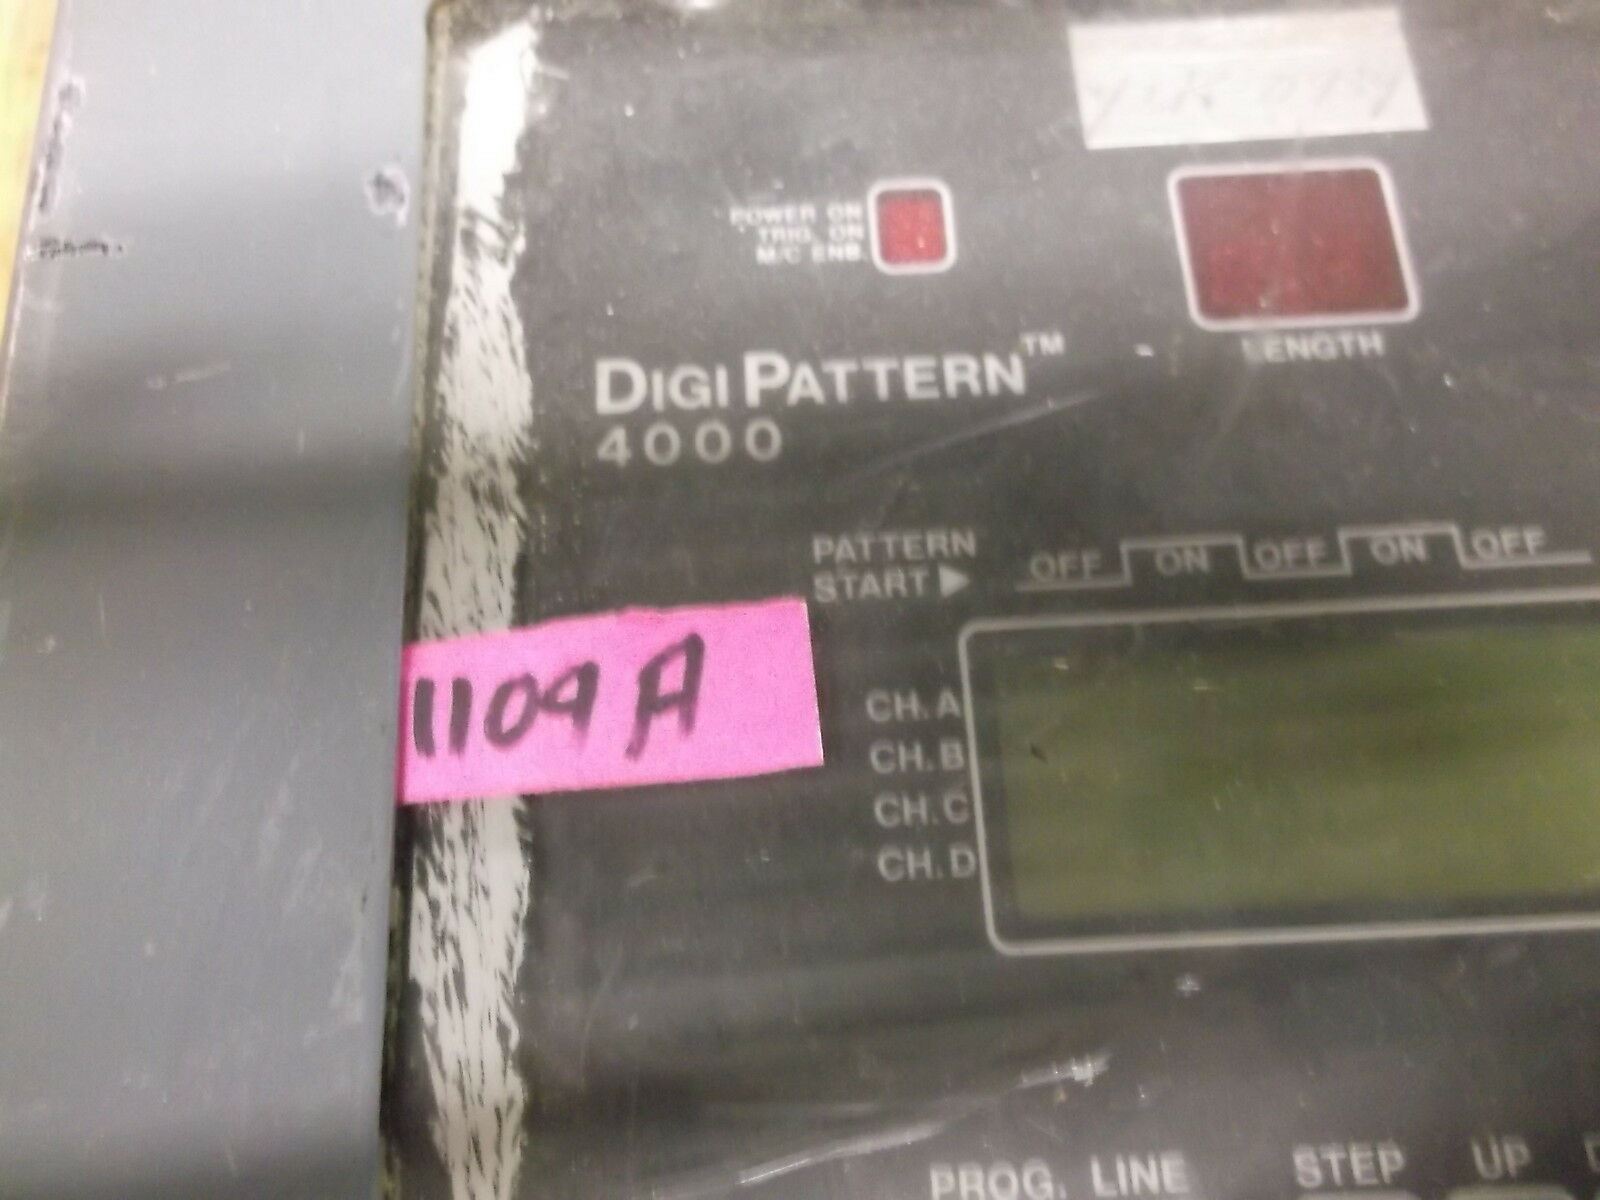 POWER ON
TRIG. ON
M/C ENB.
LENGTH
DIGI PATTERN™
4000
PATTERN
START ▶
OFF ON OFF ON OFF
1109 A
CH. A
CH. B
CH. C
CH. D
PROG. LINE STEP UP